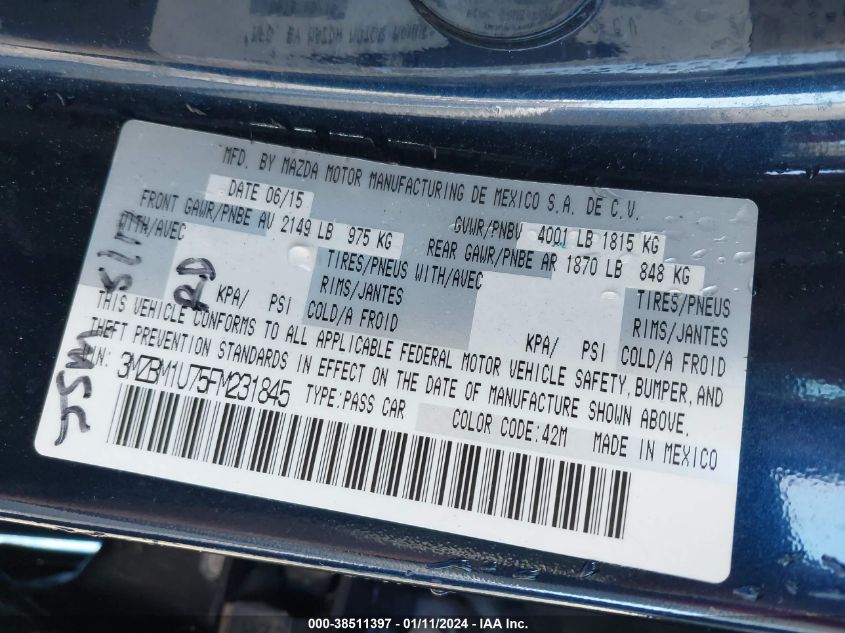 MFD. BY MAZDA MOTOR MANUFACTURING DE MEXICO S.A. DE C.V.
DATE 06/15 GVWR/PNBV 4001 LB 1815 KG
FRONT GAWR/PNBE AV 2149 LB 975 KG REAR GAWR/PNBE AR 1870 LB 848 KG
WITH/AVEC TIRES/PNEUS WITH/AVEC TIRES/PNEUS
RIMS/JANTES RIMS/JANTES
KPA/ PSI COLD/A FROID KPA/ PSI COLD/A FROID
THIS VEHICLE CONFORMS TO ALL APPLICABLE FEDERAL MOTOR VEHICLE SAFETY, BUMPER, AND
THEFT PREVENTION STANDARDS IN EFFECT ON THE DATE OF MANUFACTURE SHOWN ABOVE.
VIN: 3MZBM1U75FM231845 TYPE:PASS CAR COLOR CODE:42M MADE IN MEXICO
000-38511397 - 01/11/2024 - IAA Inc.